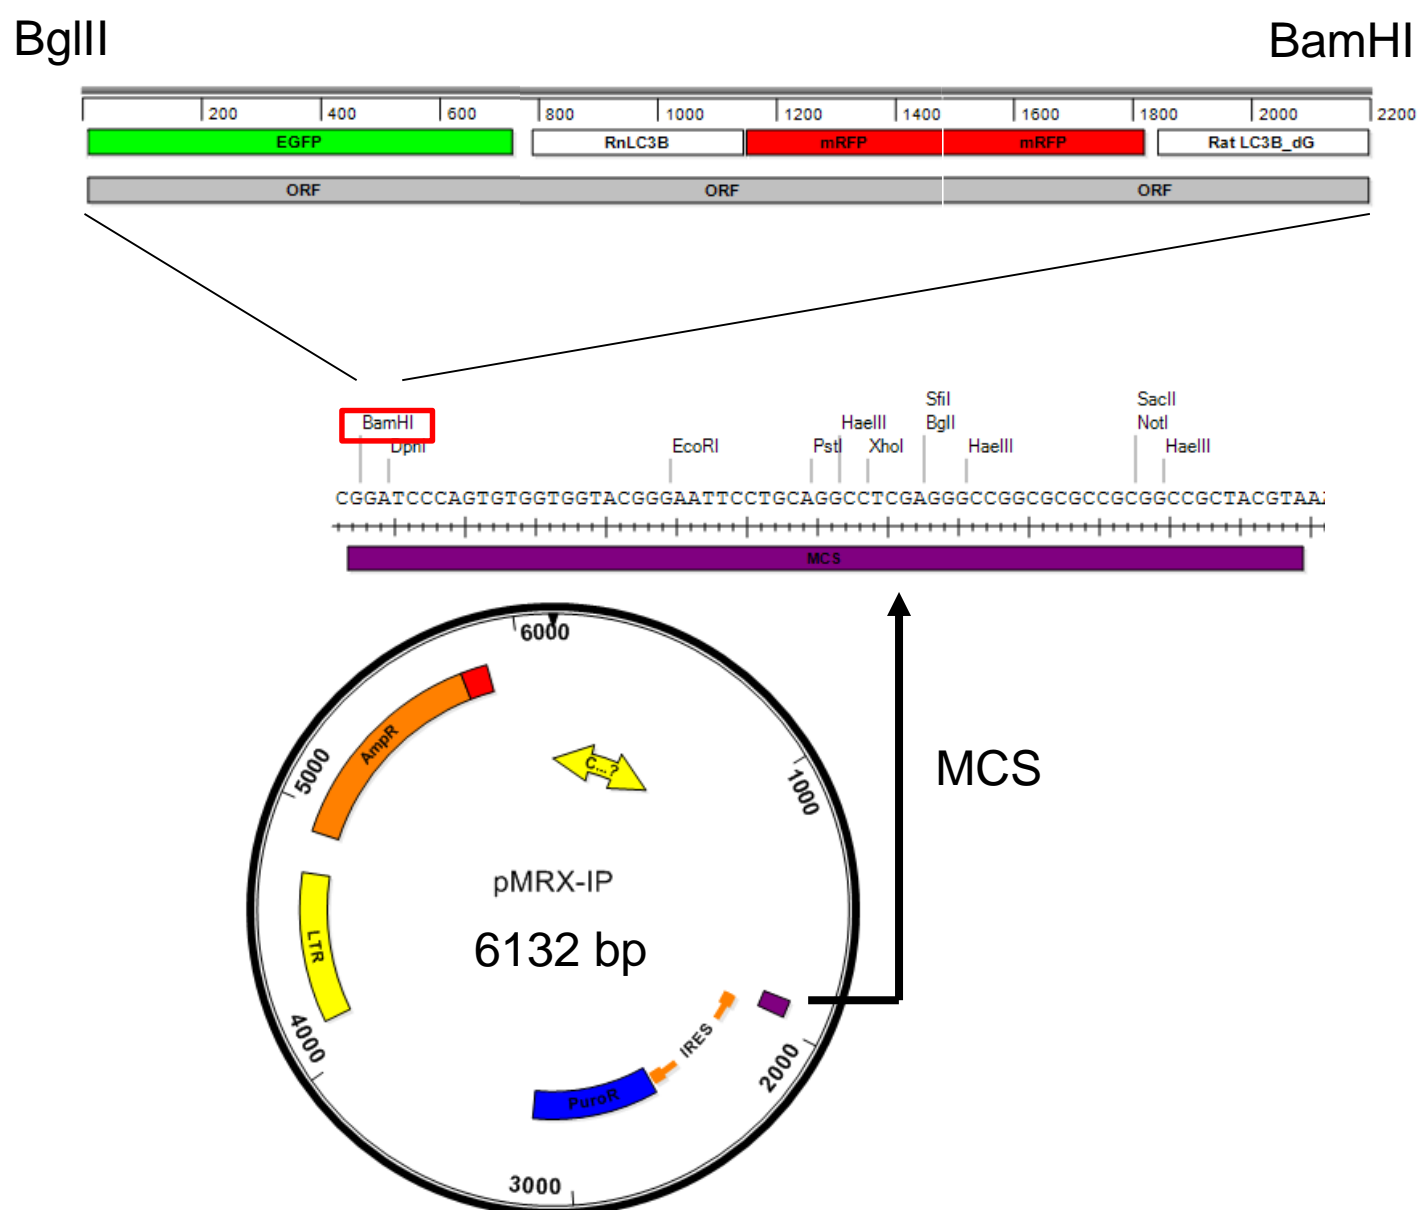 BglII BamHI
200 400 600 800 1000 1200 1400 1600 1800 2000 2200
EGFP RnLC3B mRFP mRFP Rat LC3B_dG
ORF ORF ORF
SfiI SacII
BamHI HaeIII BglI NotI
DpnI EcoRI PstI XhoI HaeIII HaeIII
CGGATCCCAGTGTGGTGGTACGGGAATTCCTGCAGGCCTCGAGGGCCGGCGCGCCGCGGCCGCTACGTAA
MCS
6000
AmpR
5000
C...?
1000
MCS
pMRX-IP
LTR
6132 bp
4000
IRES
2000
PuroR
3000